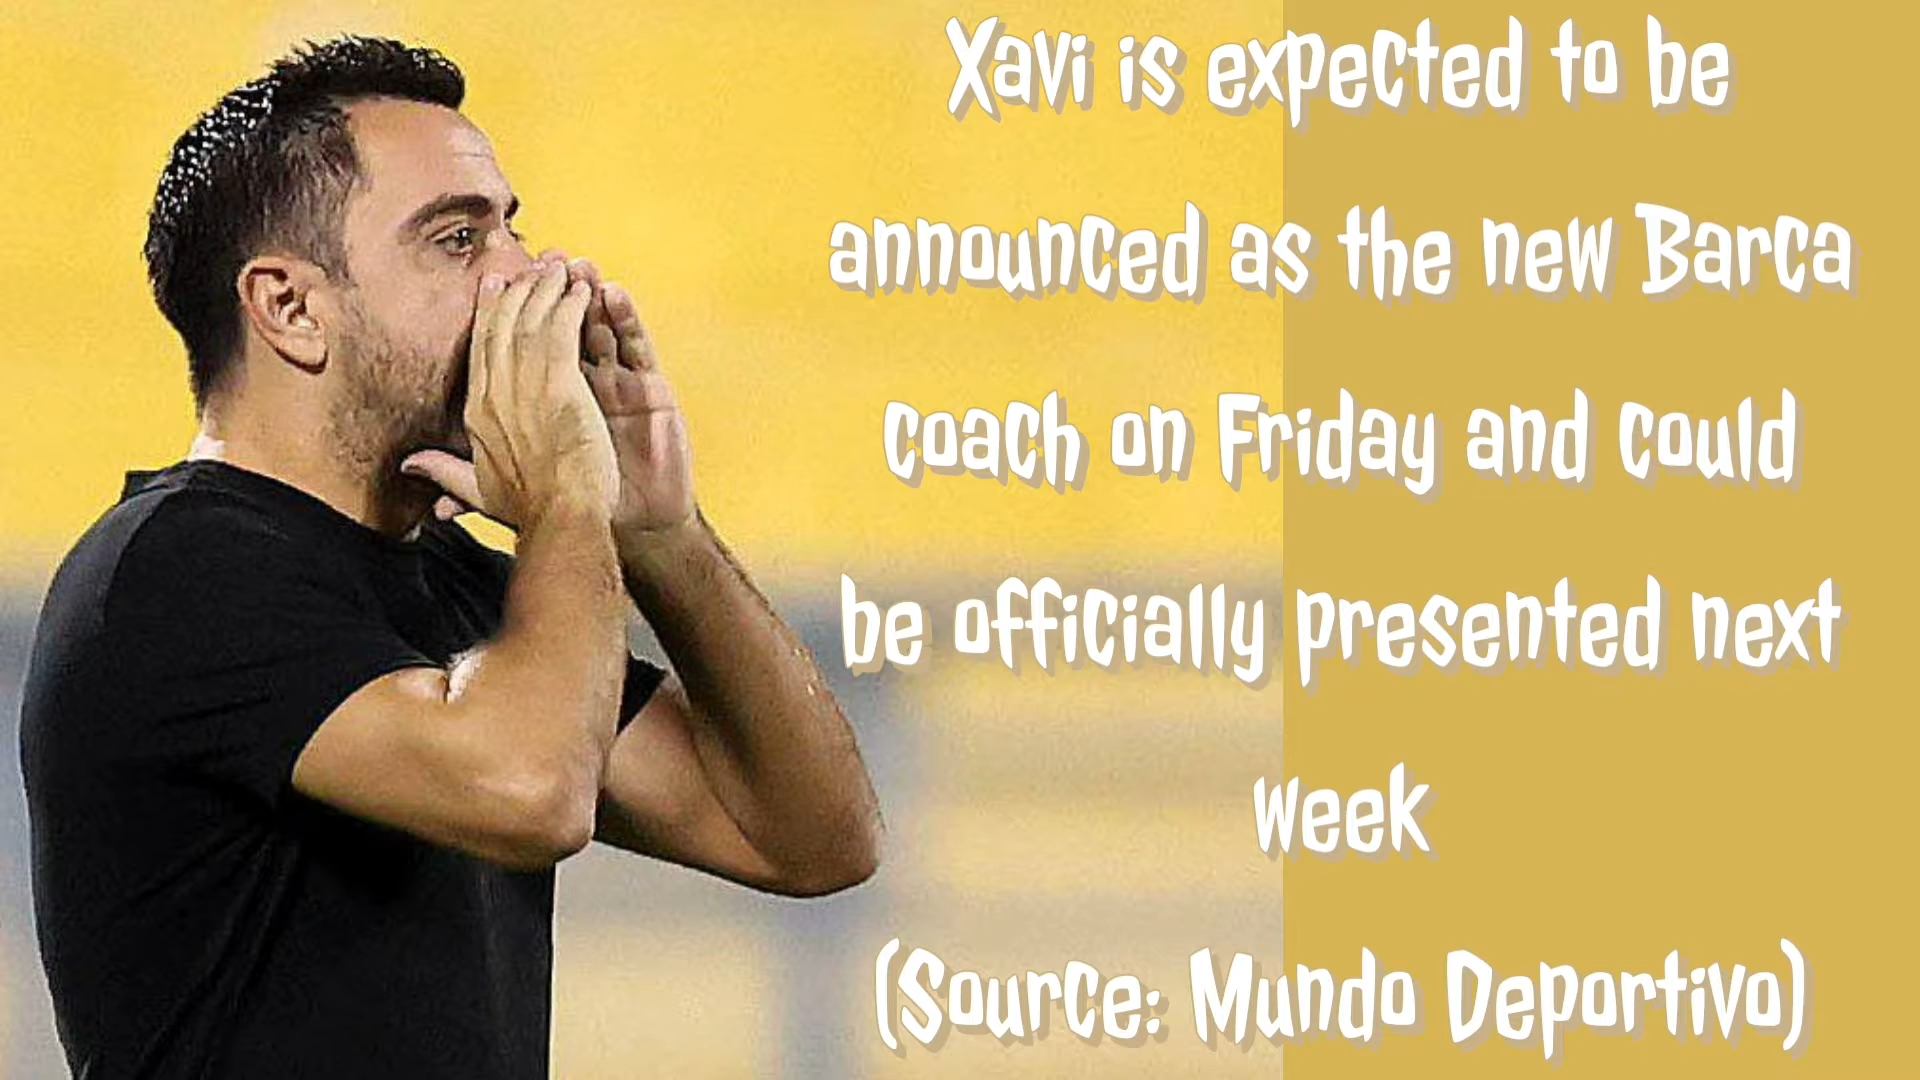 Xavi is expected to be
announced as the new Barca
coach on Friday and could
be officially presented next
week
(Source: Mundo Deportivo)